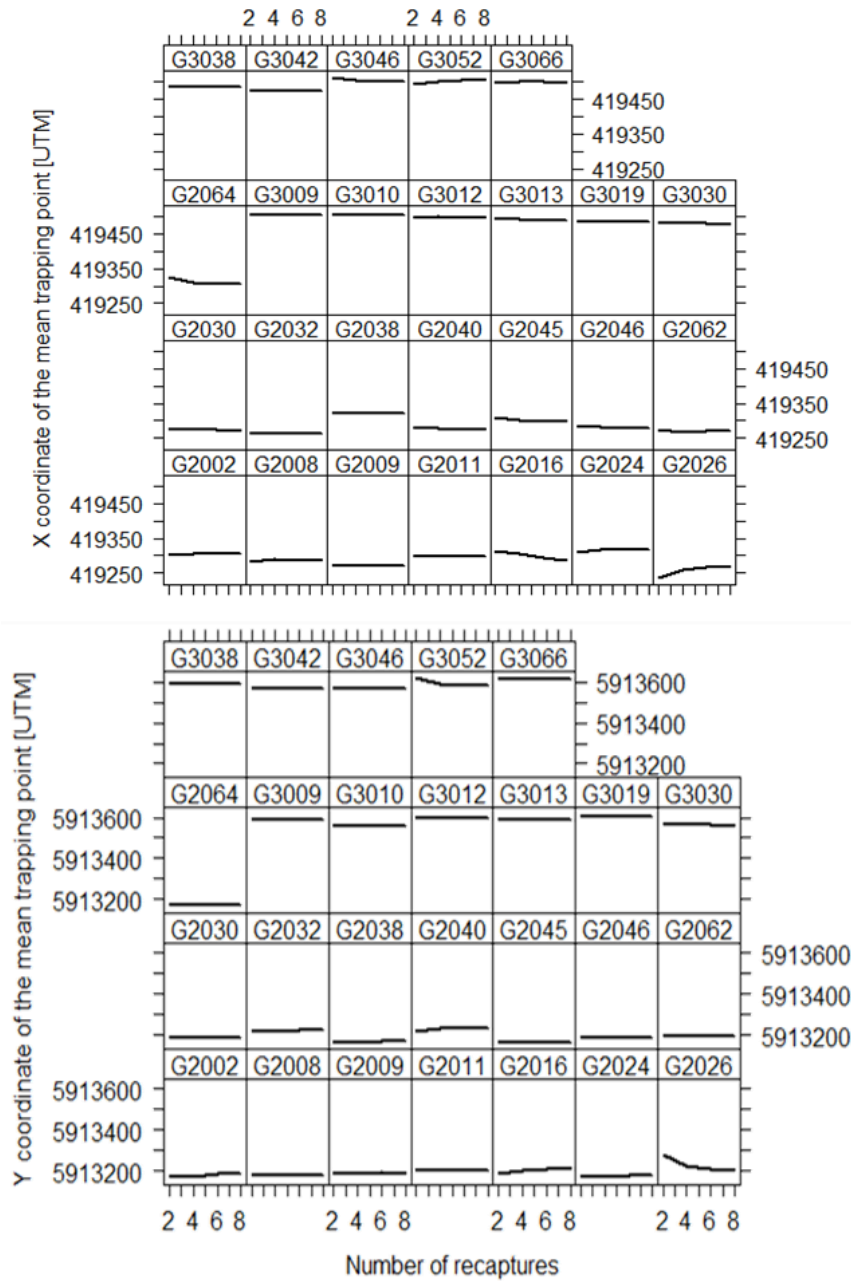 2 4 6 8 2 4 6 8
G3038 G3042 G3046 G3052 G3066
419450
419350
419250
G2064 G3009 G3010 G3012 G3013 G3019 G3030
419450
419350
419250
G2030 G2032 G2038 G2040 G2045 G2046 G2062
419450
419350
419250
G2002 G2008 G2009 G2011 G2016 G2024 G2026
419450
419350
419250
X coordinate of the mean trapping point [UTM]
G3038 G3042 G3046 G3052 G3066
5913600
5913400
5913200
G2064 G3009 G3010 G3012 G3013 G3019 G3030
5913600
5913400
5913200
G2030 G2032 G2038 G2040 G2045 G2046 G2062
5913600
5913400
5913200
G2002 G2008 G2009 G2011 G2016 G2024 G2026
5913600
5913400
5913200
Y coordinate of the mean trapping point [UTM]
2 4 6 8 2 4 6 8 2 4 6 8 2 4 6 8
Number of recaptures